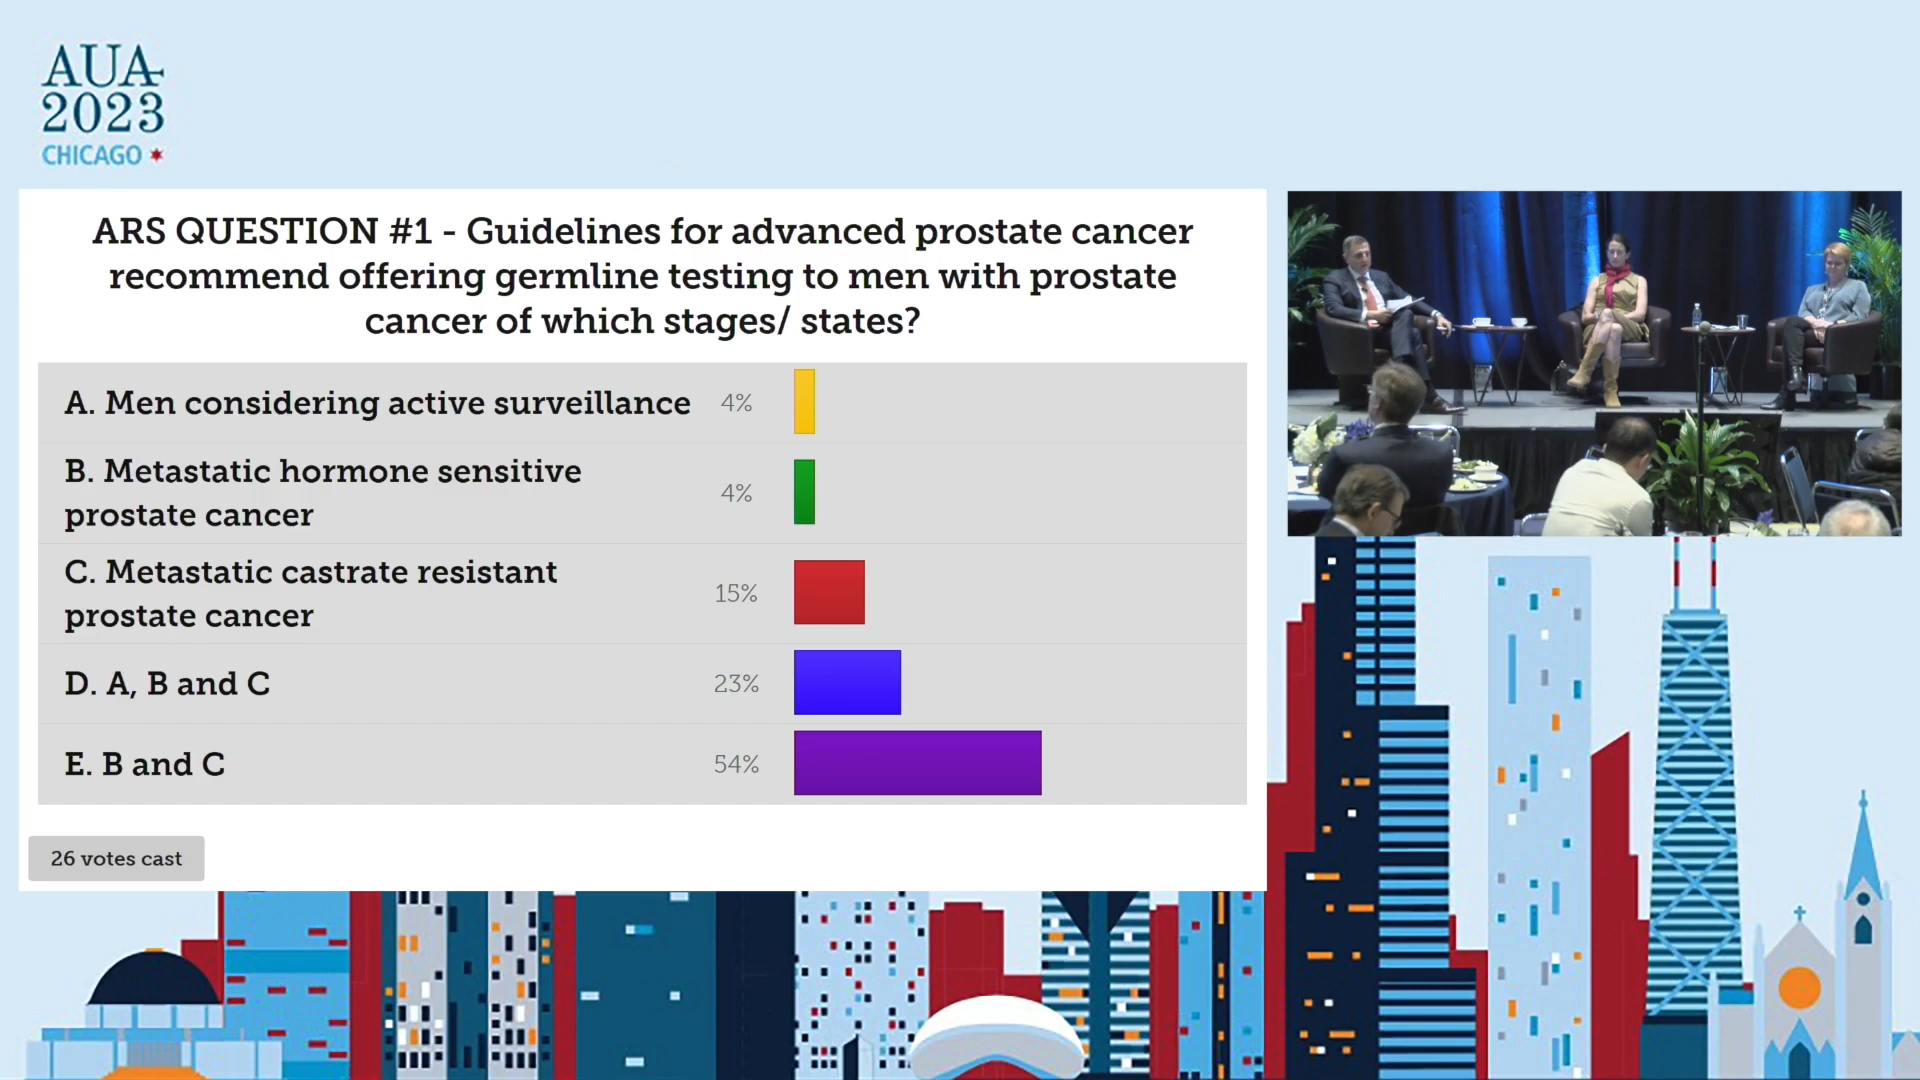 AUA
2023
CHICAGO
ARS QUESTION #1 - Guidelines for advanced prostate cancer
recommend offering germline testing to men with prostate
cancer of which stages/ states?
A. Men considering active surveillance 4%
B. Metastatic hormone sensitive
prostate cancer 4%
C. Metastatic castrate resistant
prostate cancer 15%
D. A, B and C 23%
E. B and C 54%
26 votes cast